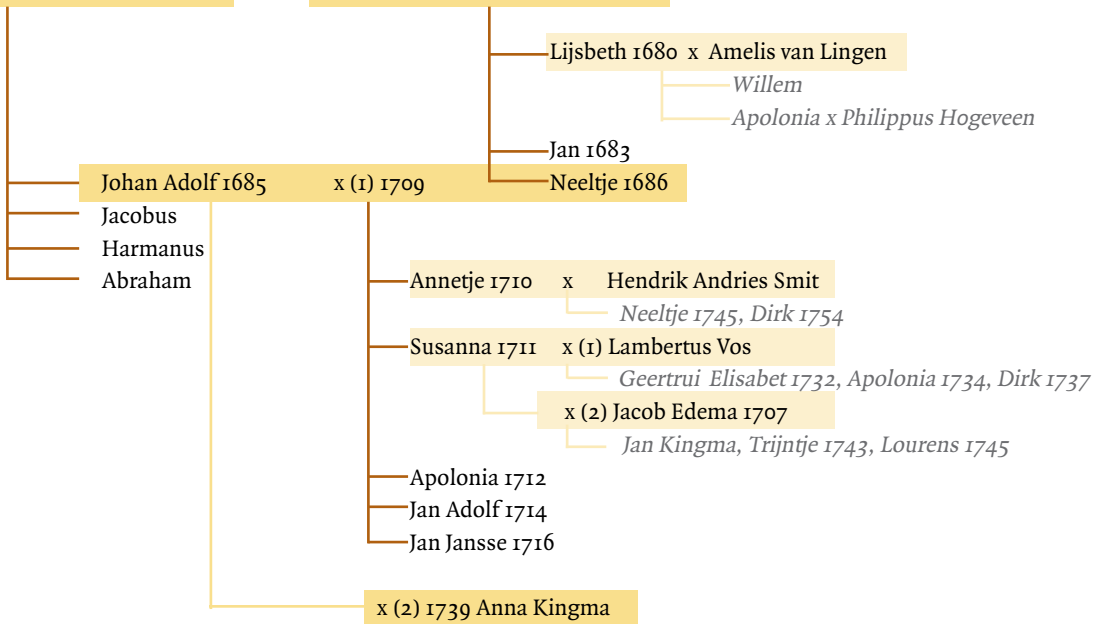 Lijsbeth 1680 x Amelis van Lingen
Willem
Apolonia x Philippus Hogeveen
Jan 1683
Johan Adolf 1685 x (1) 1709 Neeltje 1686
Jacobus
Harmanus
Abraham
Annetje 1710 x Hendrik Andries Smit
Neeltje 1745, Dirk 1754
Susanna 1711 x (1) Lambertus Vos
Geertrui Elisabet 1732, Apolonia 1734, Dirk 1737
x (2) Jacob Edema 1707
Jan Kingma, Trijntje 1743, Lourens 1745
Apolonia 1712
Jan Adolf 1714
Jan Jansse 1716
x (2) 1739 Anna Kingma